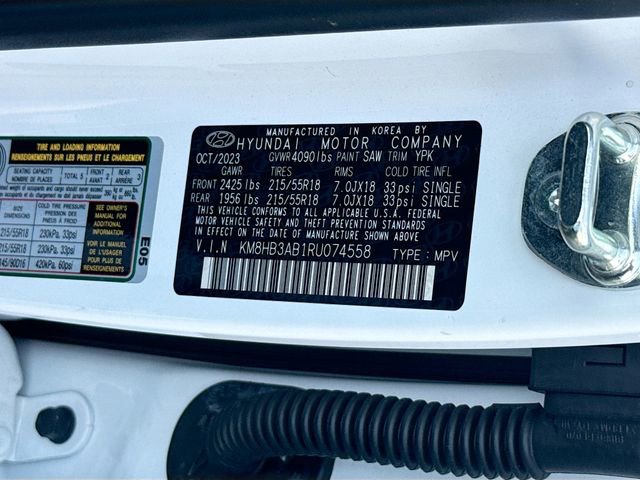 TIRE AND LOADING INFORMATION
RENSEIGNEMENTS SUR LES PNEUS ET LE CHARGEMENT
SEATING CAPACITY TOTAL 5 FRONT AVANT 2 REAR ARRIÈRE 3
215/55R18 230kPa, 33psi
215/55R18 230kPa, 33psi
420kPa, 60psi
SEE OWNER'S
MANUAL FOR
ADDITIONAL
INFORMATION
VOIR LE MANUEL
DE L'USAGER
POUR PLUS DE
RENSEIGNEMENTS
E05
MANUFACTURED IN KOREA BY
HYUNDAI MOTOR COMPANY
OCT/2023 GVWR 4090lbs PAINT SAW TRIM YPK
GAWR TIRES RIMS COLD TIRE INFL
FRONT 2425lbs 215/55R18 7.0JX18 33psi SINGLE
REAR 1956lbs 215/55R18 7.0JX18 33psi SINGLE
THIS VEHICLE CONFORMS TO ALL APPLICABLE U.S.A. FEDERAL
MOTOR VEHICLE SAFETY, BUMPER, AND THEFT PREVENTION STANDARDS
IN EFFECT ON THE DATE OF MANUFACTURE SHOWN ABOVE.
V.I.N KM8HB3AB1RU074558 TYPE: MPV